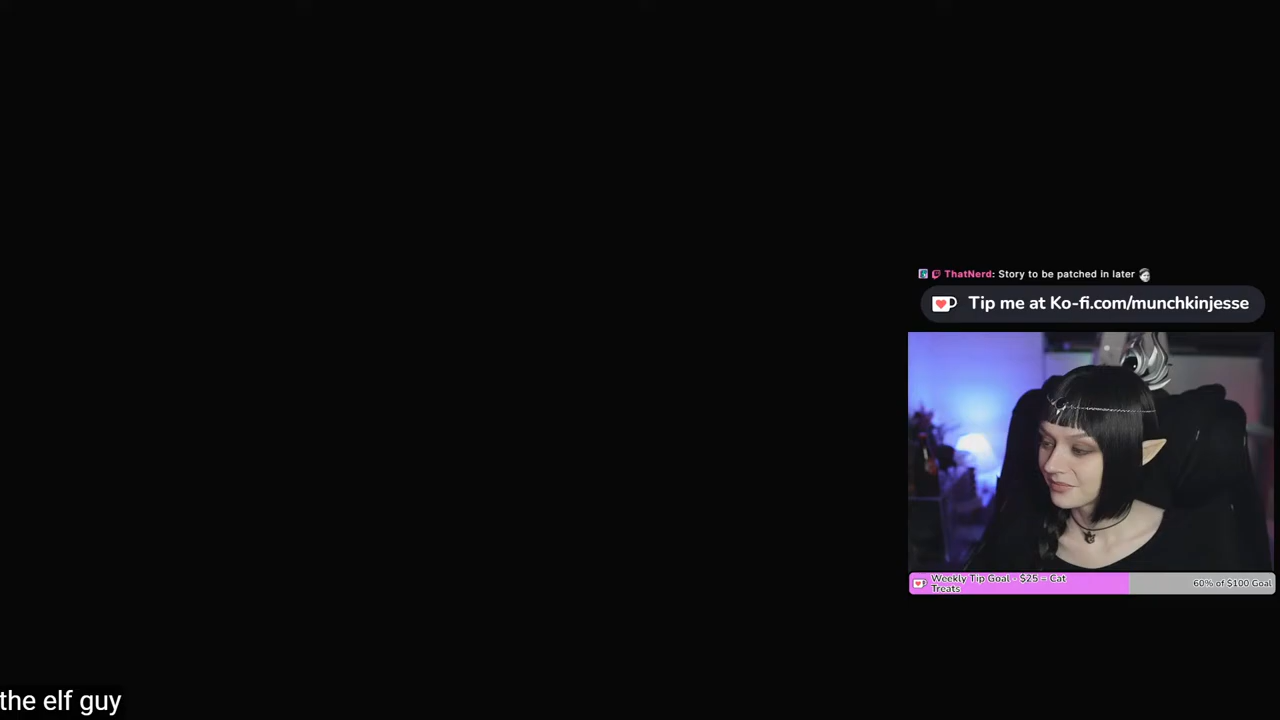 ThatNerd: Story to be patched in later
Tip me at Ko-fi.com/munchkinjesse
Weekly Tip Goal - $25 = Cat
Treats
60% of $100 Goal
the elf guy